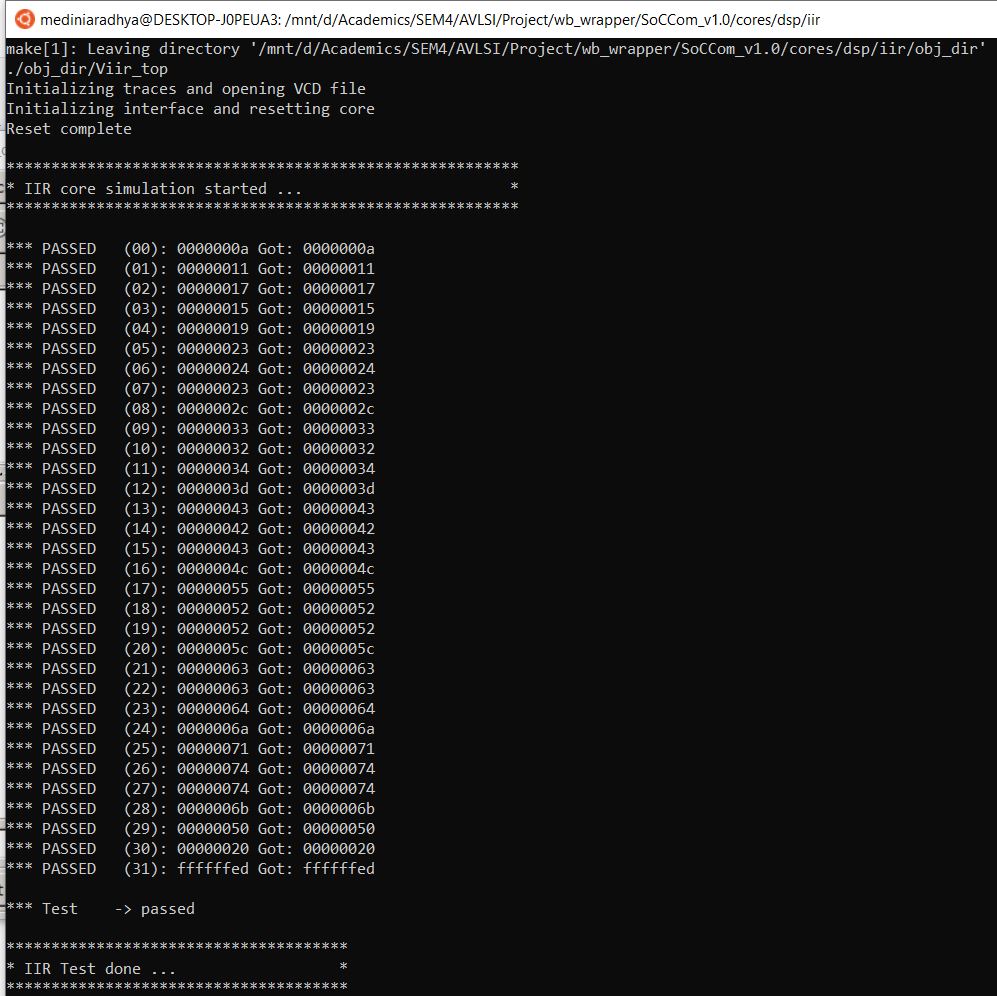 mediniaradhya@DESKTOP-J0PEUA3: /mnt/d/Academics/SEM4/AVLSI/Project/wb_wrapper/SoCCom_v1.0/cores/dsp/iir
make[1]: Leaving directory '/mnt/d/Academics/SEM4/AVLSI/Project/wb_wrapper/SoCCom_v1.0/cores/dsp/iir/obj_dir'
./obj_dir/Viir_top
Initializing traces and opening VCD file
Initializing interface and resetting core
Reset complete
*********************************************************
* IIR core simulation started ...                       *
*********************************************************
*** PASSED   (00): 0000000a Got: 0000000a
*** PASSED   (01): 00000011 Got: 00000011
*** PASSED   (02): 00000017 Got: 00000017
*** PASSED   (03): 00000015 Got: 00000015
*** PASSED   (04): 00000019 Got: 00000019
*** PASSED   (05): 00000023 Got: 00000023
*** PASSED   (06): 00000024 Got: 00000024
*** PASSED   (07): 00000023 Got: 00000023
*** PASSED   (08): 0000002c Got: 0000002c
*** PASSED   (09): 00000033 Got: 00000033
*** PASSED   (10): 00000032 Got: 00000032
*** PASSED   (11): 00000034 Got: 00000034
*** PASSED   (12): 0000003d Got: 0000003d
*** PASSED   (13): 00000043 Got: 00000043
*** PASSED   (14): 00000042 Got: 00000042
*** PASSED   (15): 00000043 Got: 00000043
*** PASSED   (16): 0000004c Got: 0000004c
*** PASSED   (17): 00000055 Got: 00000055
*** PASSED   (18): 00000052 Got: 00000052
*** PASSED   (19): 00000052 Got: 00000052
*** PASSED   (20): 0000005c Got: 0000005c
*** PASSED   (21): 00000063 Got: 00000063
*** PASSED   (22): 00000063 Got: 00000063
*** PASSED   (23): 00000064 Got: 00000064
*** PASSED   (24): 0000006a Got: 0000006a
*** PASSED   (25): 00000071 Got: 00000071
*** PASSED   (26): 00000074 Got: 00000074
*** PASSED   (27): 00000074 Got: 00000074
*** PASSED   (28): 0000006b Got: 0000006b
*** PASSED   (29): 00000050 Got: 00000050
*** PASSED   (30): 00000020 Got: 00000020
*** PASSED   (31): ffffffed Got: ffffffed
*** Test    -> passed
**************************************
* IIR Test done ...                  *
**************************************